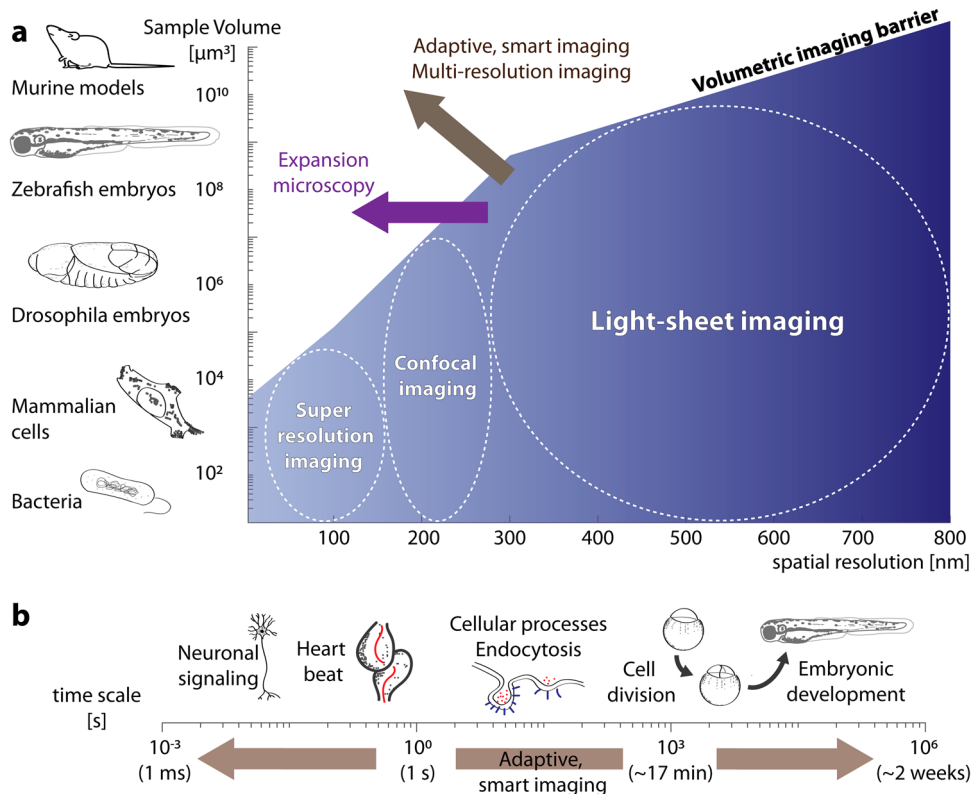 a
Sample Volume
[µm³]
Murine models
Zebrafish embryos
Drosophila embryos
Mammalian
cells
Bacteria
10¹⁰
10⁸
10⁶
10⁴
10²
Adaptive, smart imaging
Multi-resolution imaging
Volumetric imaging barrier
Expansion
microscopy
Light-sheet imaging
Confocal
imaging
Super
resolution
imaging
100 200 300 400 500 600 700 800
spatial resolution [nm]
b
Neuronal
signaling
Heart
beat
Cellular processes
Endocytosis
Cell
division
Embryonic
development
time scale
[s]
10⁻³ 10⁰ 10³ 10⁶
(1 ms) (1 s) (~17 min) (~2 weeks)
Adaptive,
smart imaging